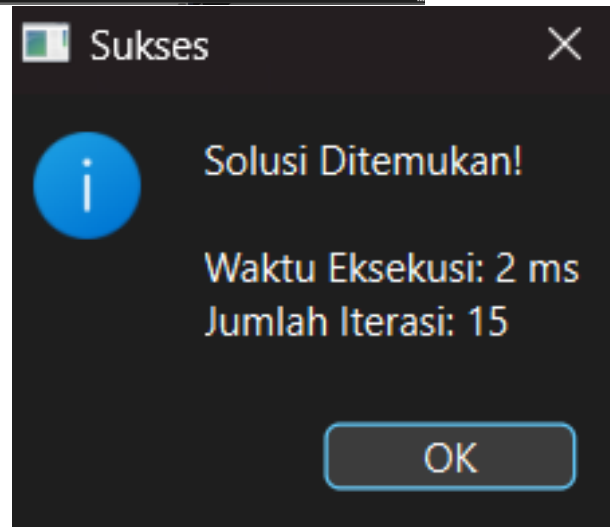 Sukses
Solusi Ditemukan!
Waktu Eksekusi: 2 ms
Jumlah Iterasi: 15
OK